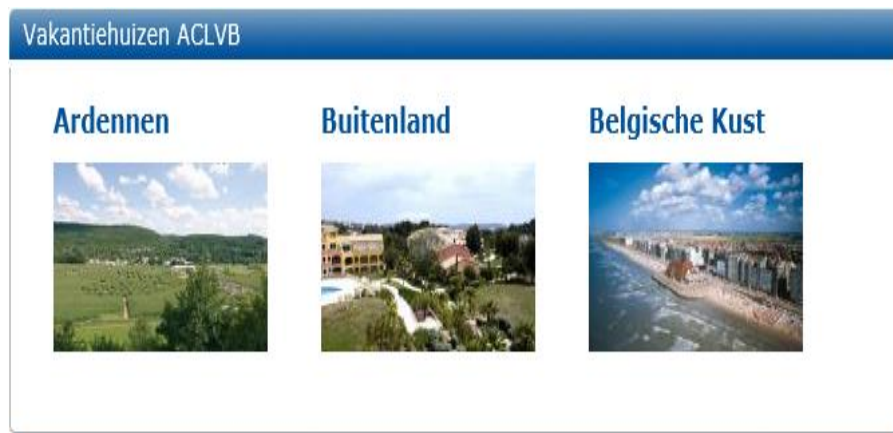 Vakantiehuizen ACLVB
Ardennen
Buitenland
Belgische Kust